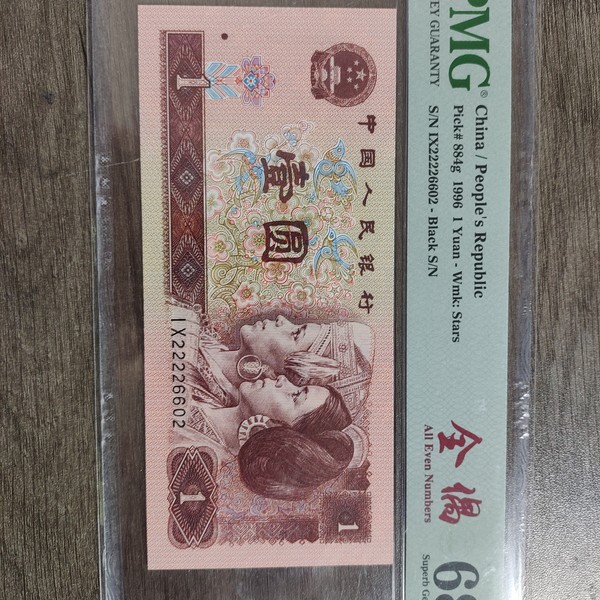 PMG®
EY GUARANTY
China / People's Republic
Pick# 884g 1996 1 Yuan - Wmk: Stars
S/N IX22226602 - Black S/N
全偶
All Even Numbers
68
Superb
中国人民银行
壹圆
1
IX22226602
1
1